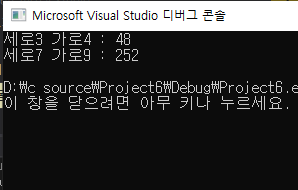 Microsoft Visual Studio 디버그 콘솔
세로3 가로4 : 48
세로7 가로9 : 252
D:\c source\Project6\Debug\Project6.e
이 창을 닫으려면 아무 키나 누르세요.